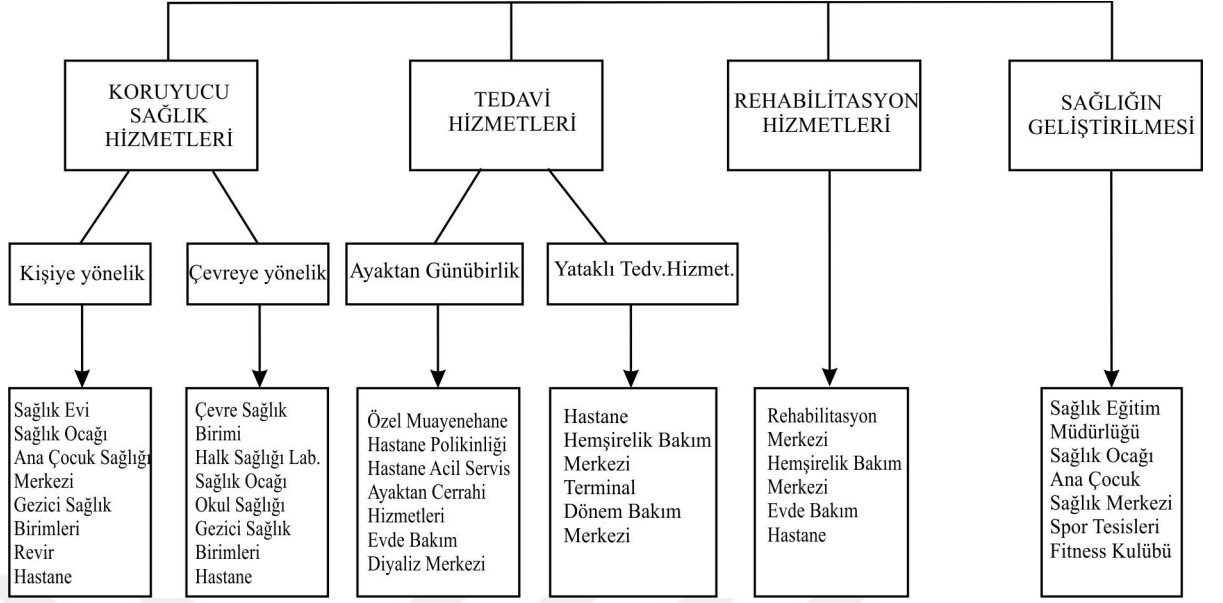 KORUYUCU
SAĞLIK
HİZMETLERİ
TEDAVİ
HİZMETLERİ
REHABİLİTASYON
HİZMETLERİ
SAĞLIĞIN
GELİŞTİRİLMESİ
Kişiye yönelik
Çevreye yönelik
Ayaktan Günübirlik
Yataklı Tedv.Hizmet.
Sağlık Evi
Sağlık Ocağı
Ana Çocuk Sağlığı
Merkezi
Gezici Sağlık
Birimleri
Revir
Hastane
Çevre Sağlık
Birimi
Halk Sağlığı Lab.
Sağlık Ocağı
Okul Sağlığı
Gezici Sağlık
Birimleri
Hastane
Özel Muayenehane
Hastane Polikinliği
Hastane Acil Servis
Ayaktan Cerrahi
Hizmetleri
Evde Bakım
Diyaliz Merkezi
Hastane
Hemşirelik Bakım
Merkezi
Terminal
Dönem Bakım
Merkezi
Rehabilitasyon
Merkezi
Hemşirelik Bakım
Merkezi
Evde Bakım
Hastane
Sağlık Eğitim
Müdürlüğü
Sağlık Ocağı
Ana Çocuk
Sağlık Merkezi
Spor Tesisleri
Fitness Kulübü